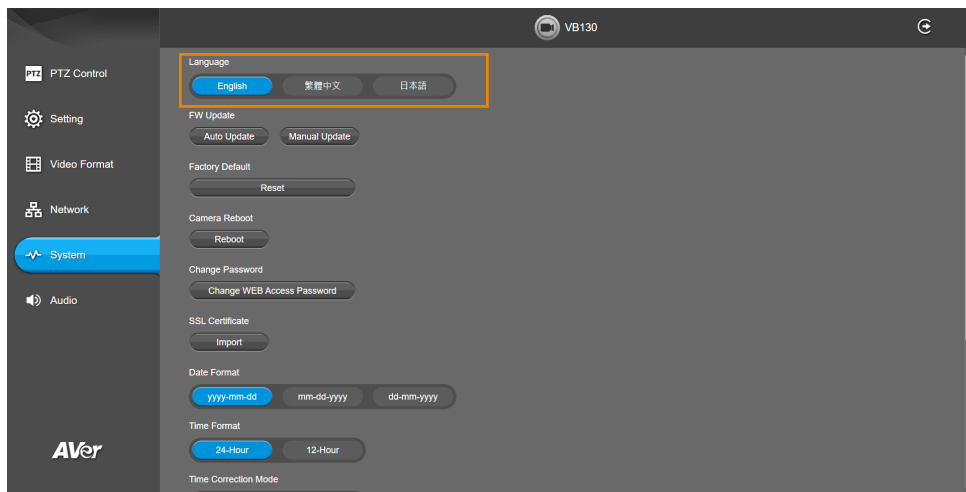 VB130
PTZ PTZ Control
Setting
Video Format
Network
System
Audio
AVer
Language
English 繁體中文 日本語
FW Update
Auto Update Manual Update
Factory Default
Reset
Camera Reboot
Reboot
Change Password
Change WEB Access Password
SSL Certificate
Import
Date Format
yyyy-mm-dd mm-dd-yyyy dd-mm-yyyy
Time Format
24-Hour 12-Hour
Time Correction Mode